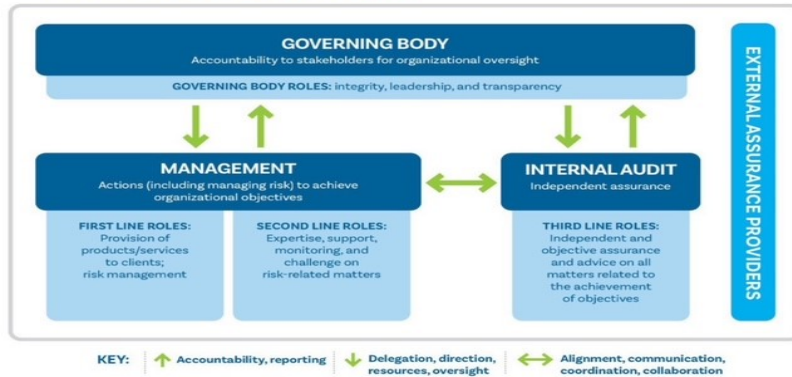 GOVERNING BODY
Accountability to stakeholders for organizational oversight
GOVERNING BODY ROLES: integrity, leadership, and transparency
MANAGEMENT
Actions (including managing risk) to achieve
organizational objectives
INTERNAL AUDIT
Independent assurance
FIRST LINE ROLES:
Provision of
products/services
to clients;
risk management
SECOND LINE ROLES:
Expertise, support,
monitoring, and
challenge on
risk-related matters
THIRD LINE ROLES:
Independent and
objective assurance
and advice on all
matters related to
the achievement
of objectives
EXTERNAL ASSURANCE PROVIDERS
KEY:
Accountability, reporting
Delegation, direction,
resources, oversight
Alignment, communication,
coordination, collaboration